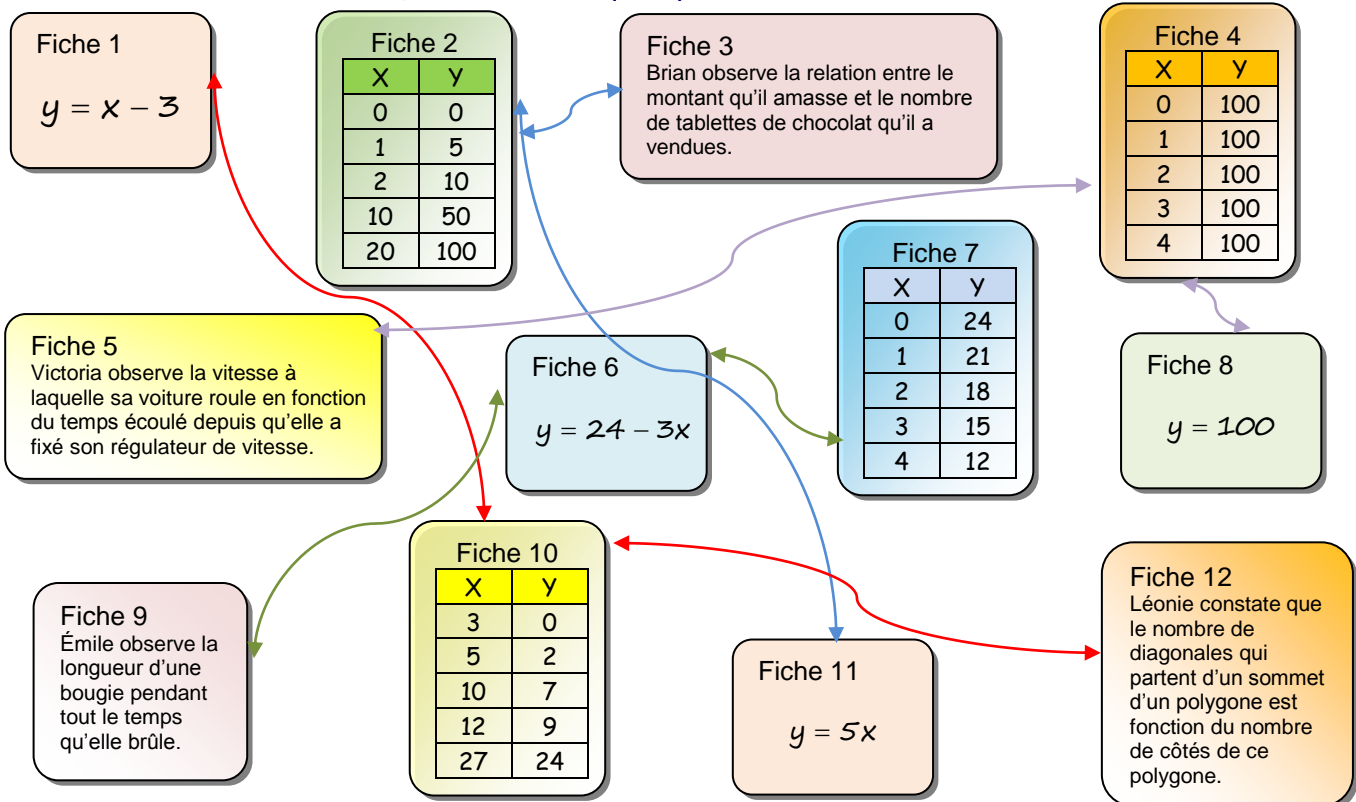 Fiche 1
y = x − 3
Fiche 2
X Y
0 0
1 5
2 10
10 50
20 100
Fiche 3
Brian observe la relation entre le
montant qu'il amasse et le nombre
de tablettes de chocolat qu'il a
vendues.
Fiche 4
X Y
0 100
1 100
2 100
3 100
4 100
Fiche 5
Victoria observe la vitesse à
laquelle sa voiture roule en fonction
du temps écoulé depuis qu'elle a
fixé son régulateur de vitesse.
Fiche 6
y = 24 − 3x
Fiche 7
X Y
0 24
1 21
2 18
3 15
4 12
Fiche 8
y = 100
Fiche 9
Émile observe la
longueur d'une
bougie pendant
tout le temps
qu'elle brûle.
Fiche 10
X Y
3 0
5 2
10 7
12 9
27 24
Fiche 11
y = 5x
Fiche 12
Léonie constate que
le nombre de
diagonales qui
partent d'un sommet
d'un polygone est
fonction du nombre
de côtés de ce
polygone.